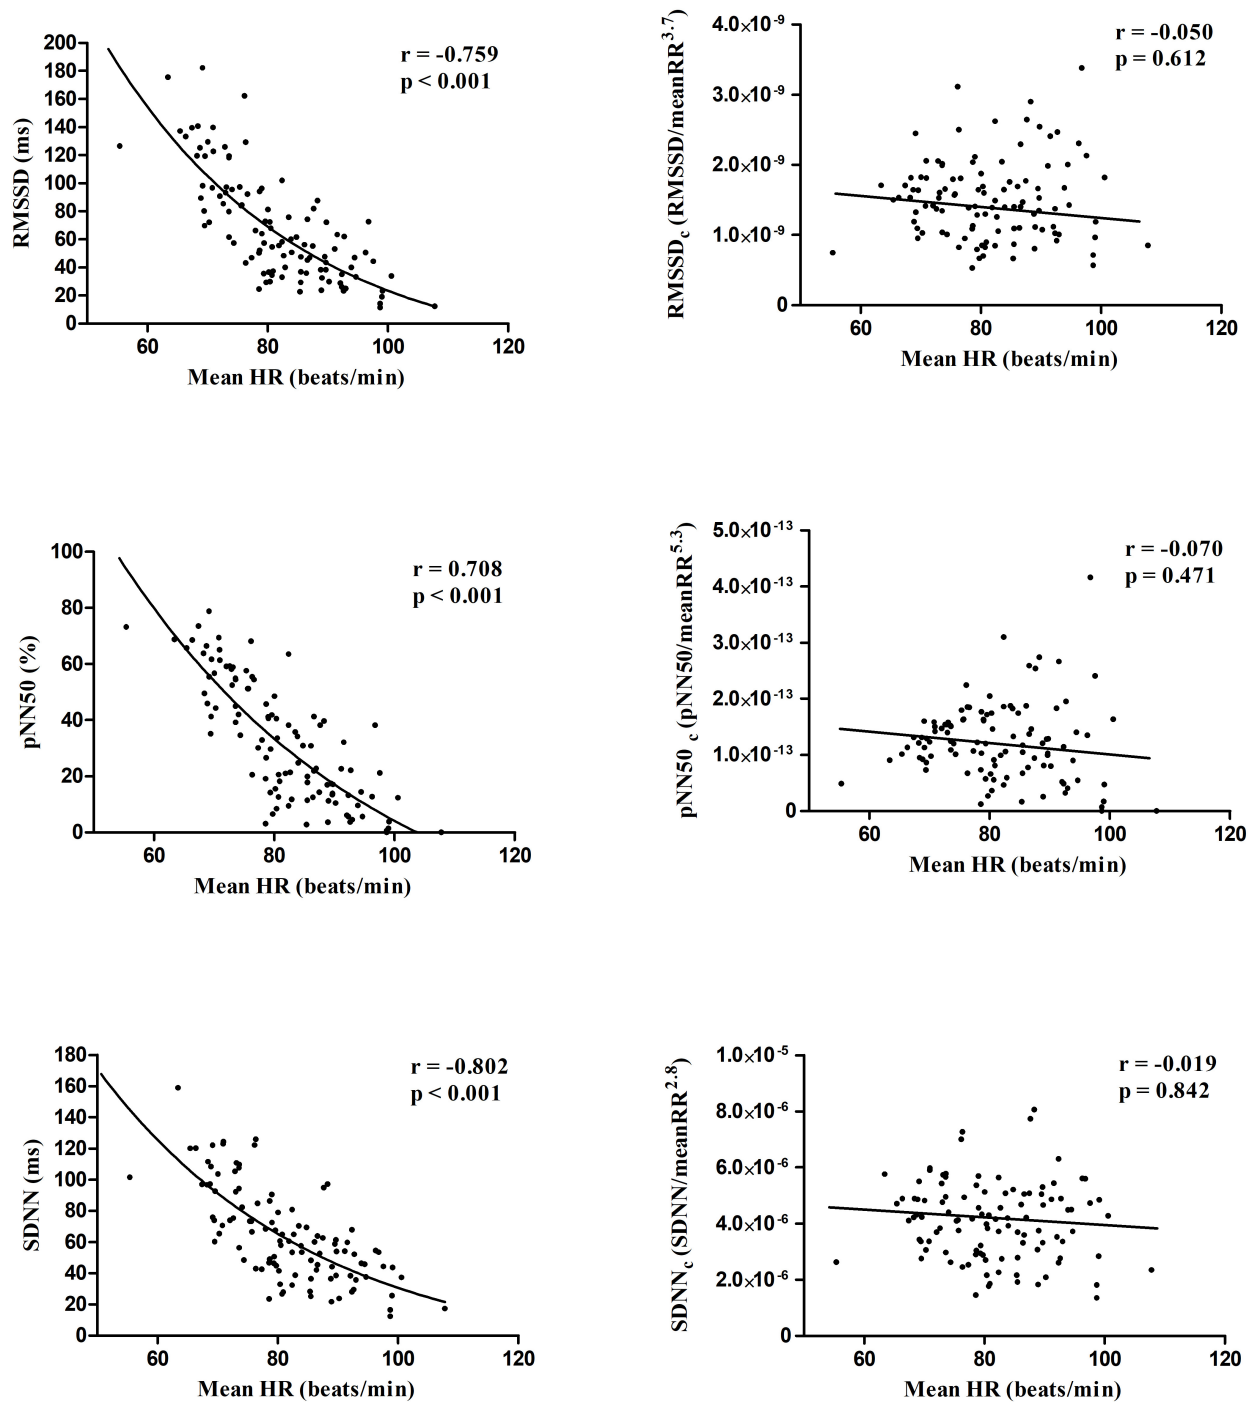 RMSSD (ms)
200
180
160
140
120
100
80
60
40
20
0
r = -0.759
p < 0.001
60 80 100 120
Mean HR (beats/min)
RMSSDc (RMSSD/meanRR3.7)
4.0×10-9
3.0×10-9
2.0×10-9
1.0×10-9
0
r = -0.050
p = 0.612
60 80 100 120
Mean HR (beats/min)
pNN50 (%)
100
80
60
40
20
0
r = 0.708
p < 0.001
60 80 100 120
Mean HR (beats/min)
pNN50 c (pNN50/meanRR5.3)
5.0×10-13
4.0×10-13
3.0×10-13
2.0×10-13
1.0×10-13
0
r = -0.070
p = 0.471
60 80 100 120
Mean HR (beats/min)
SDNN (ms)
180
160
140
120
100
80
60
40
20
0
r = -0.802
p < 0.001
60 80 100 120
Mean HR (beats/min)
SDNNc (SDNN/meanRR2.8)
1.0×10-5
8.0×10-6
6.0×10-6
4.0×10-6
2.0×10-6
0
r = -0.019
p = 0.842
60 80 100 120
Mean HR (beats/min)